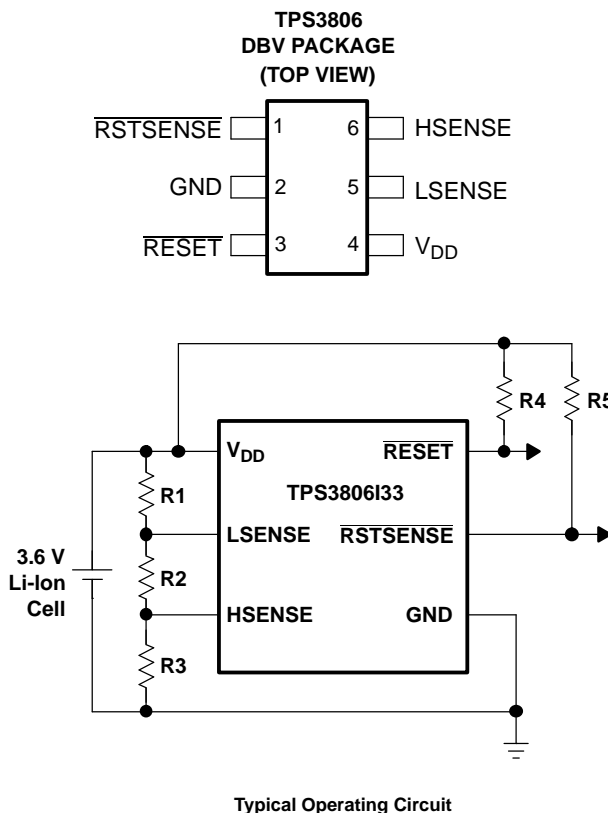 TPS3806
DBV PACKAGE
(TOP VIEW)
RSTSENSE 1 6 HSENSE
GND 2 5 LSENSE
RESET 3 4 VDD
R4 R5
VDD RESET
R1 TPS3806I33
LSENSE RSTSENSE
3.6 V
Li-Ion
Cell
R2
HSENSE GND
R3
Typical Operating Circuit